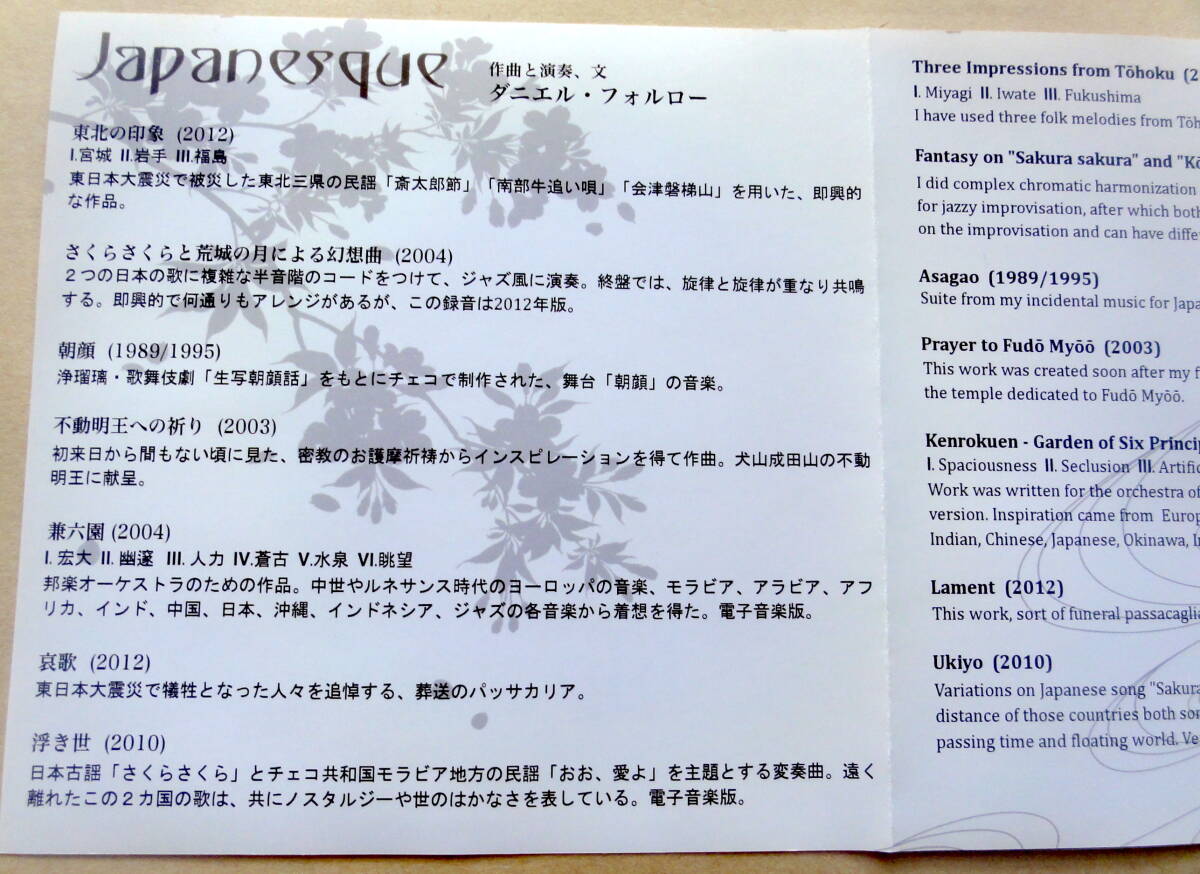 Japanesque
作曲と演奏、文
ダニエル・フォルロー
東北の印象 (2012)
I.宮城 II.岩手 III.福島
東日本大震災で被災した東北三県の民謡「斎太郎節」「南部牛追い唄」「会津磐梯山」を用いた、即興的
な作品。
さくらさくらと荒城の月による幻想曲 (2004)
２つの日本の歌に複雑な半音階のコードをつけて、ジャズ風に演奏。終盤では、旋律と旋律が重なり共鳴
する。即興的で何通りもアレンジがあるが、この録音は2012年版。
朝顔 (1989/1995)
浄瑠璃・歌舞伎劇「生写朝顔話」をもとにチェコで制作された、舞台「朝顔」の音楽。
不動明王への祈り (2003)
初来日から間もない頃に見た、密教のお護摩祈祷からインスピレーションを得て作曲。犬山成田山の不動
明王に献呈。
兼六園 (2004)
I. 宏大 II. 幽邃 III. 人力 IV.蒼古 V.水泉 VI.眺望
邦楽オーケストラのための作品。中世やルネサンス時代のヨーロッパの音楽、モラビア、アラビア、アフ
リカ、インド、中国、日本、沖縄、インドネシア、ジャズの各音楽から着想を得た。電子音楽版。
哀歌 (2012)
東日本大震災で犠牲となった人々を追悼する、葬送のパッサカリア。
浮き世 (2010)
日本古謡「さくらさくら」とチェコ共和国モラビア地方の民謡「おお、愛よ」を主題とする変奏曲。遠く
離れたこの２カ国の歌は、共にノスタルジーや世のはかなさを表している。電子音楽版。
Three Impressions from Tōhoku (2
I. Miyagi II. Iwate III. Fukushima
I have used three folk melodies from Tōh
Fantasy on "Sakura sakura" and "Kō
I did complex chromatic harmonization
for jazzy improvisation, after which both
on the improvisation and can have diffe
Asagao (1989/1995)
Suite from my incidental music for Japa
Prayer to Fudō Myōō (2003)
This work was created soon after my f
the temple dedicated to Fudō Myōō.
Kenrokuen - Garden of Six Princip
I. Spaciousness II. Seclusion III. Artific
Work was written for the orchestra of
version. Inspiration came from Europ
Indian, Chinese, Japanese, Okinawa, In
Lament (2012)
This work, sort of funeral passacaglia
Ukiyo (2010)
Variations on Japanese song "Sakura
distance of those countries both son
passing time and floating world. Ve